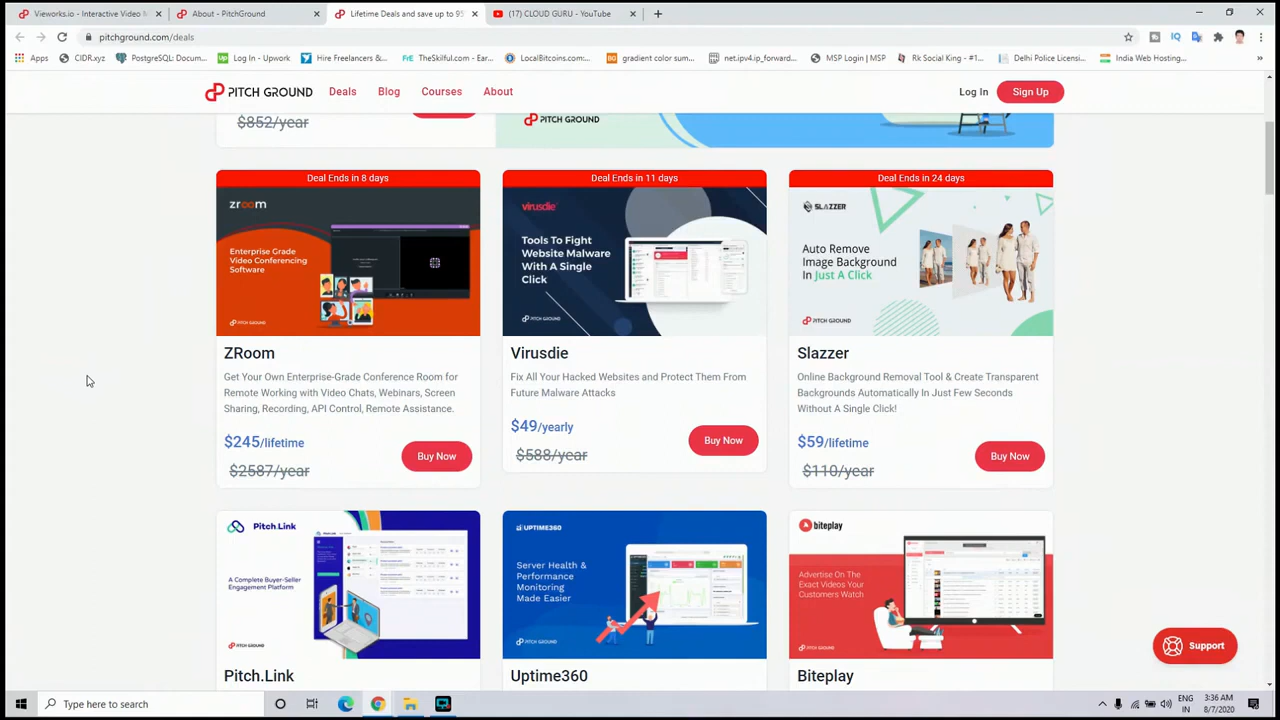 Vieworks.io - Interactive Video M
About - PitchGround
Lifetime Deals and save up to 95
(17) CLOUD GURU - YouTube
pitchground.com/deals
Apps
CIDR.xyz
PostgreSQL: Docum...
Log In - Upwork
Hire Freelancers &...
TheSkilful.com - Ear...
LocalBitcoins.com:...
gradient color sum...
net.ipv4.ip_forward...
MSP Login | MSP
Rk Social King - #1...
Delhi Police Licensi...
India Web Hosting...
PITCH GROUND
Deals
Blog
Courses
About
Log In
Sign Up
$852/year
PITCH GROUND
Deal Ends in 8 days
zroom
Enterprise Grade
Video Conferencing
Software
PITCH GROUND
ZRoom
Get Your Own Enterprise-Grade Conference Room for
Remote Working with Video Chats, Webinars, Screen
Sharing, Recording, API Control, Remote Assistance.
$245/lifetime
$2587/year
Buy Now
Deal Ends in 11 days
virusdie
Tools To Fight
Website Malware
With A Single
Click
PITCH GROUND
Virusdie
Fix All Your Hacked Websites and Protect Them From
Future Malware Attacks
$49/yearly
$588/year
Buy Now
Deal Ends in 24 days
SLAZZER
Auto Remove
Image Background
In Just A Click
PITCH GROUND
Slazzer
Online Background Removal Tool & Create Transparent
Backgrounds Automatically In Just Few Seconds
Without A Single Click!
$59/lifetime
$110/year
Buy Now
Pitch.Link
A Complete Buyer-Seller
Engagement Platform
PITCH GROUND
Pitch.Link
UPTIME360
Server Health &
Performance
Monitoring
Made Easier
PITCH GROUND
Uptime360
biteplay
Advertise On The
Exact Videos Your
Customers Watch
PITCH GROUND
Biteplay
Support
Type here to search
ENG
IN
3:36 AM
8/7/2020